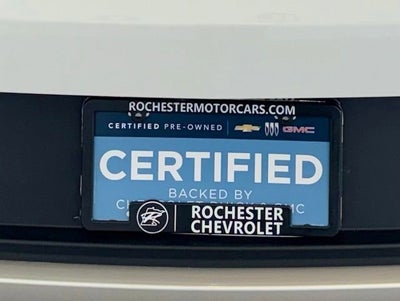 ROCHESTERMOTORCARS.COM
CERTIFIED PRE-OWNED GMC
CERTIFIED
BACKED BY
ROCHESTER
CHEVROLET